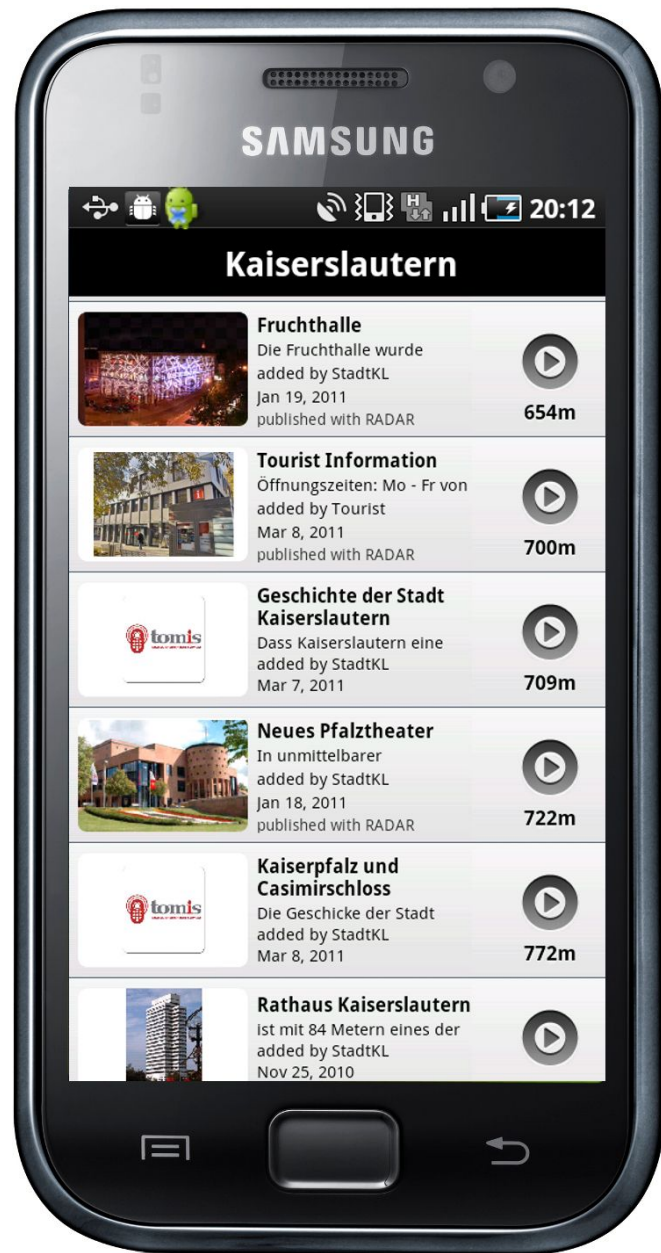 SAMSUNG
H
20:12
Kaiserslautern
Fruchthalle
Die Fruchthalle wurde
added by StadtKL
Jan 19, 2011
published with RADAR
654m
Tourist Information
Öffnungszeiten: Mo - Fr von
added by Tourist
Mar 8, 2011
published with RADAR
700m
tomis
Geschichte der Stadt
Kaiserslautern
Dass Kaiserslautern eine
added by StadtKL
Mar 7, 2011
709m
Neues Pfalztheater
In unmittelbarer
added by StadtKL
Jan 18, 2011
published with RADAR
722m
tomis
Kaiserpfalz und
Casimirschloss
Die Geschicke der Stadt
added by StadtKL
Mar 8, 2011
772m
Rathaus Kaiserslautern
ist mit 84 Metern eines der
added by StadtKL
Nov 25, 2010